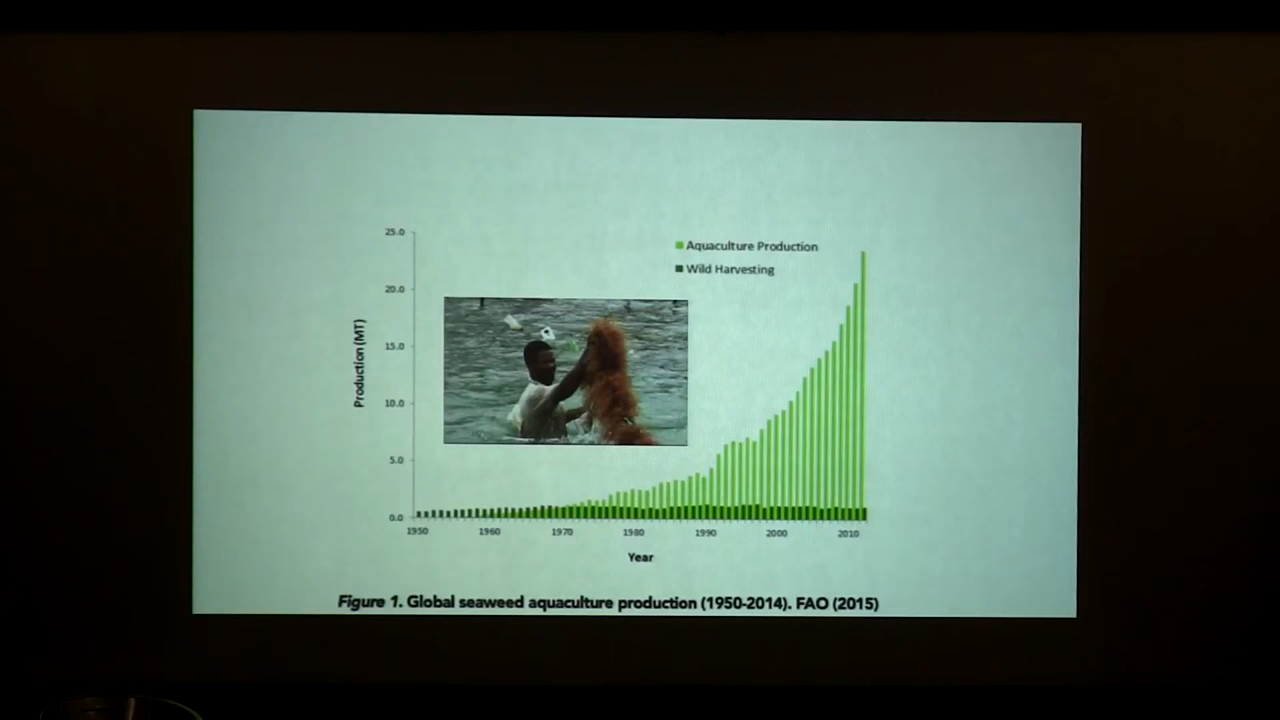 25.0
20.0
15.0
10.0
5.0
0.0
Production (MT)
Aquaculture Production
Wild Harvesting
1950 1960 1970 1980 1990 2000 2010
Year
Figure 1. Global seaweed aquaculture production (1950-2014). FAO (2015)